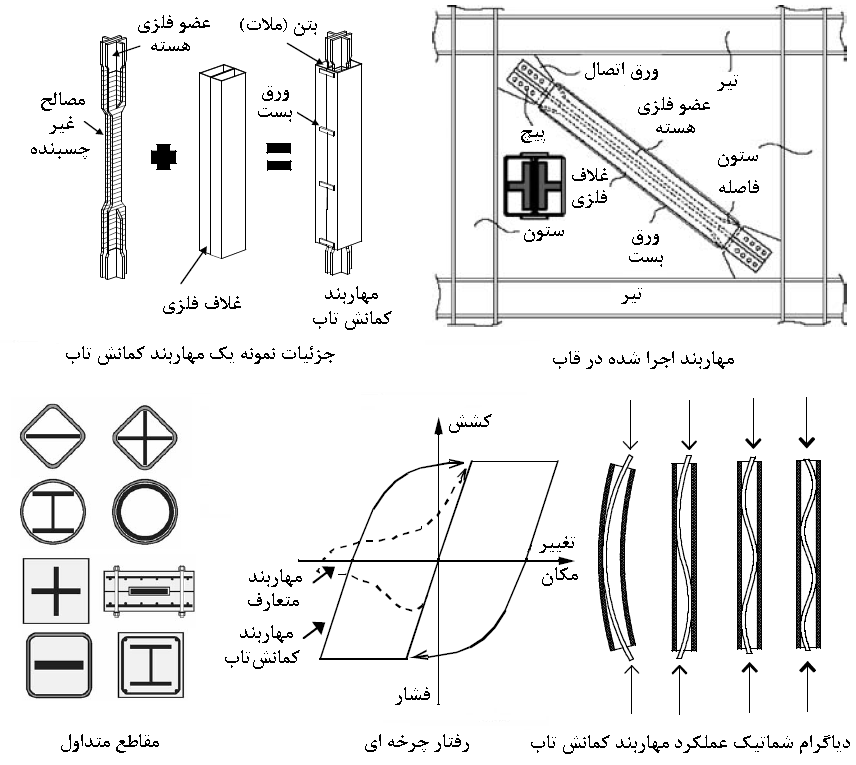 عضو فلزی
هسته
بتن (ملات)
مصالح
غیر
چسبنده
ورق
بست
غلاف فلزی
مهاربند
کمانش تاب
جزئیات نمونه یک مهاربند کمانش تاب
ورق اتصال
تیر
عضو فلزی
هسته
پیچ
ستون
فاصله
غلاف
فلزی
ستون
ورق
بست
تیر
مهاربند اجرا شده در قاب
مقاطع متداول
کشش
تغییر
مکان
مهاربند
متعارف
مهاربند
کمانش تاب
فشار
رفتار چرخه ای
دیاگرام شماتیک عملکرد مهاربند کمانش تاب